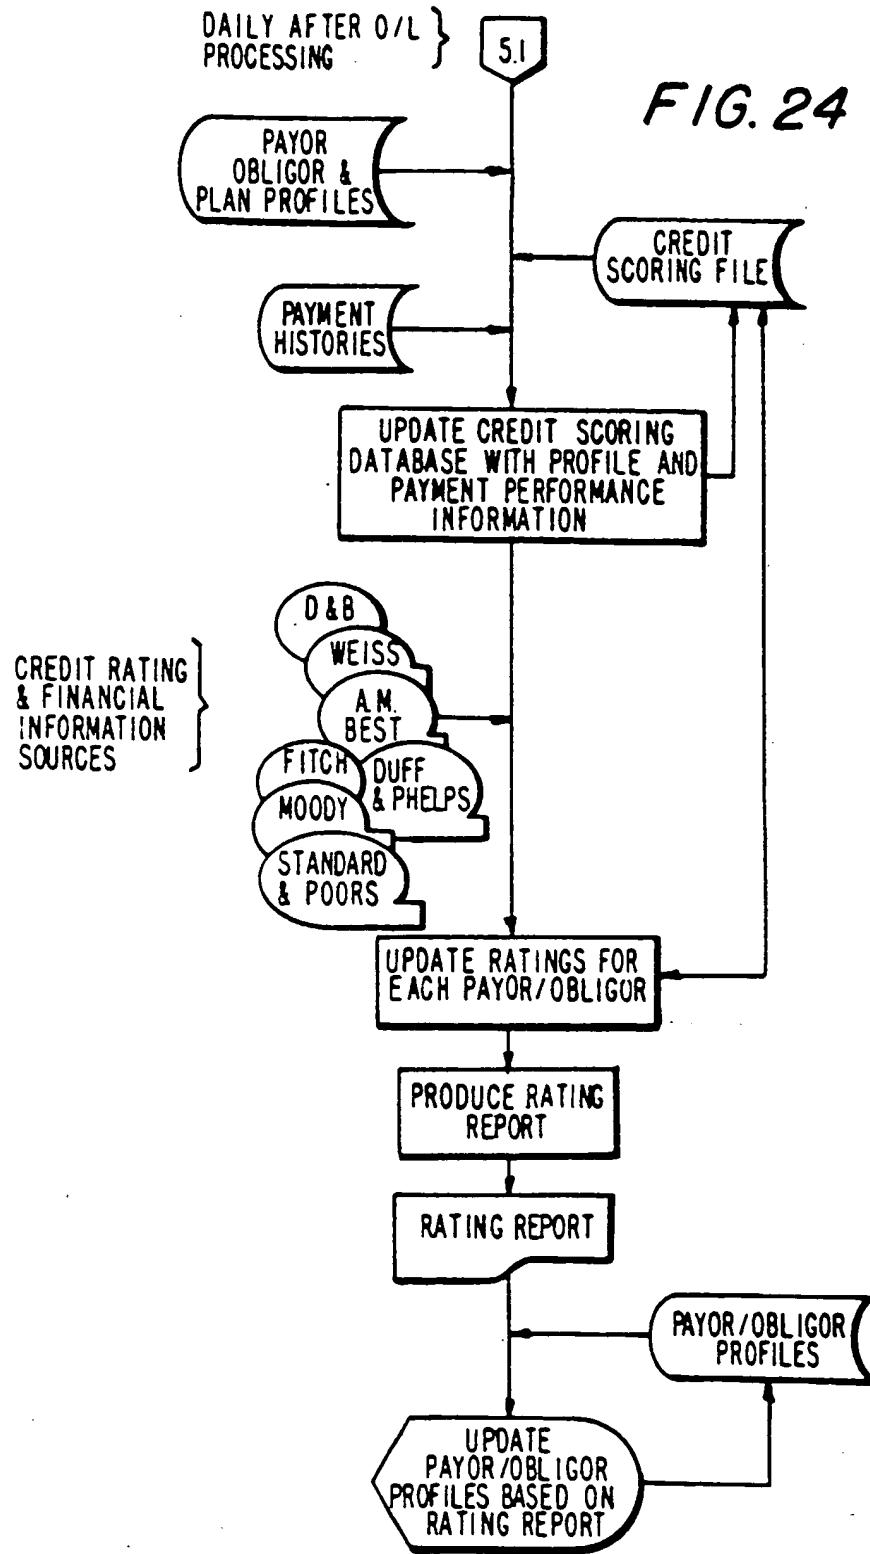 DAILY AFTER O/L
PROCESSING
5.1
FIG. 24
PAYOR
OBLIGOR &
PLAN PROFILES
CREDIT
SCORING FILE
PAYMENT
HISTORIES
UPDATE CREDIT SCORING
DATABASE WITH PROFILE AND
PAYMENT PERFORMANCE
INFORMATION
CREDIT RATING
& FINANCIAL
INFORMATION
SOURCES
D & B
WEISS
A.M.
BEST
FITCH
DUFF
& PHELPS
MOODY
STANDARD
& POORS
UPDATE RATINGS FOR
EACH PAYOR/OBLIGOR
PRODUCE RATING
REPORT
RATING REPORT
PAYOR/OBLIGOR
PROFILES
UPDATE
PAYOR/OBLIGOR
PROFILES BASED ON
RATING REPORT